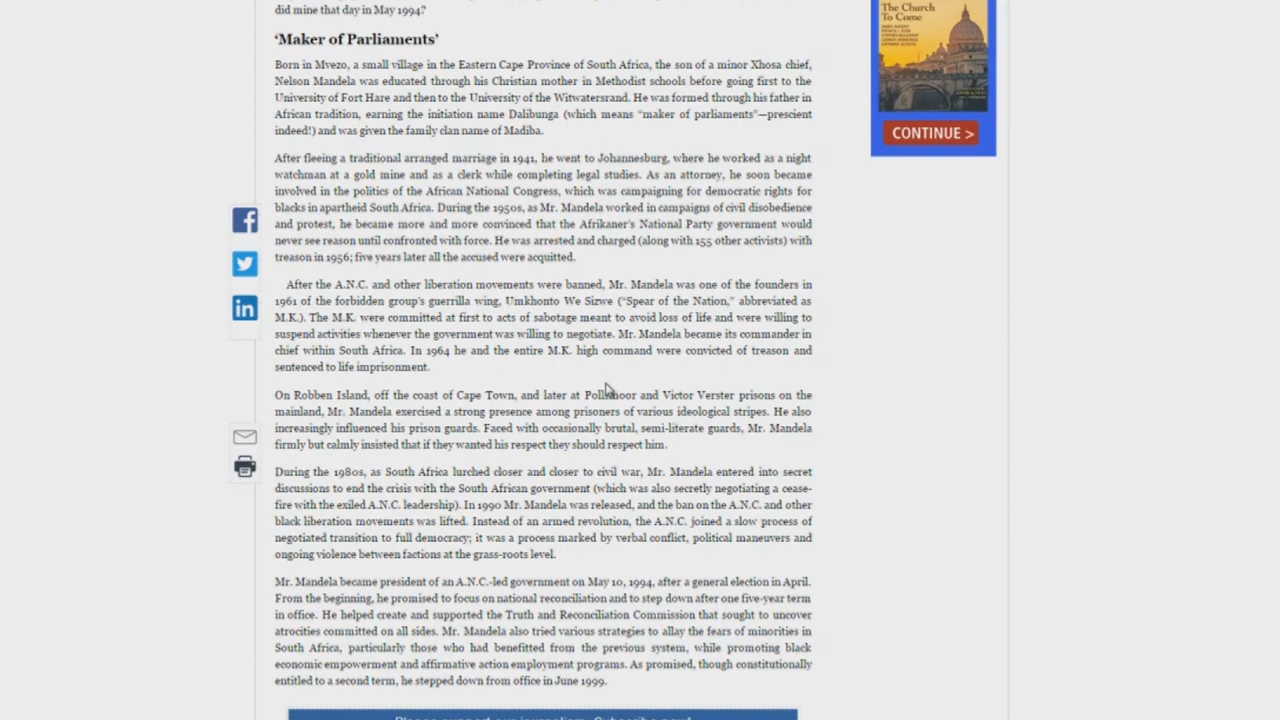 did mine that day in May 1994?
‘Maker of Parliaments’
Born in Mvezo, a small village in the Eastern Cape Province of South Africa, the son of a minor Xhosa chief,
Nelson Mandela was educated through his Christian mother in Methodist schools before going first to the
University of Fort Hare and then to the University of the Witwatersrand. He was formed through his father in
African tradition, earning the initiation name Dalibunga (which means “maker of parliaments”—prescient
indeed!) and was given the family clan name of Madiba.
After fleeing a traditional arranged marriage in 1941, he went to Johannesburg, where he worked as a night
watchman at a gold mine and as a clerk while completing legal studies. As an attorney, he soon became
involved in the politics of the African National Congress, which was campaigning for democratic rights for
blacks in apartheid South Africa. During the 1950s, as Mr. Mandela worked in campaigns of civil disobedience
and protest, he became more and more convinced that the Afrikaner’s National Party government would
never see reason until confronted with force. He was arrested and charged (along with 155 other activists) with
treason in 1956; five years later all the accused were acquitted.
After the A.N.C. and other liberation movements were banned, Mr. Mandela was one of the founders in
1961 of the forbidden group’s guerrilla wing, Umkhonto We Sizwe (“Spear of the Nation,” abbreviated as
M.K.). The M.K. were committed at first to acts of sabotage meant to avoid loss of life and were willing to
suspend activities whenever the government was willing to negotiate. Mr. Mandela became its commander in
chief within South Africa. In 1964 he and the entire M.K. high command were convicted of treason and
sentenced to life imprisonment.
On Robben Island, off the coast of Cape Town, and later at Pollsmoor and Victor Verster prisons on the
mainland, Mr. Mandela exercised a strong presence among prisoners of various ideological stripes. He also
increasingly influenced his prison guards. Faced with occasionally brutal, semi-literate guards, Mr. Mandela
firmly but calmly insisted that if they wanted his respect they should respect him.
During the 1980s, as South Africa lurched closer and closer to civil war, Mr. Mandela entered into secret
discussions to end the crisis with the South African government (which was also secretly negotiating a cease-
fire with the exiled A.N.C. leadership). In 1990 Mr. Mandela was released, and the ban on the A.N.C. and other
black liberation movements was lifted. Instead of an armed revolution, the A.N.C. joined a slow process of
negotiated transition to full democracy; it was a process marked by verbal conflict, political maneuvers and
ongoing violence between factions at the grass-roots level.
Mr. Mandela became president of an A.N.C.-led government on May 10, 1994, after a general election in April.
From the beginning, he promised to focus on national reconciliation and to step down after one five-year term
in office. He helped create and supported the Truth and Reconciliation Commission that sought to uncover
atrocities committed on all sides. Mr. Mandela also tried various strategies to allay the fears of minorities in
South Africa, particularly those who had benefitted from the previous system, while promoting black
economic empowerment and affirmative action employment programs. As promised, though constitutionally
entitled to a second term, he stepped down from office in June 1999.
The Church
To Come
CONTINUE >
f
in